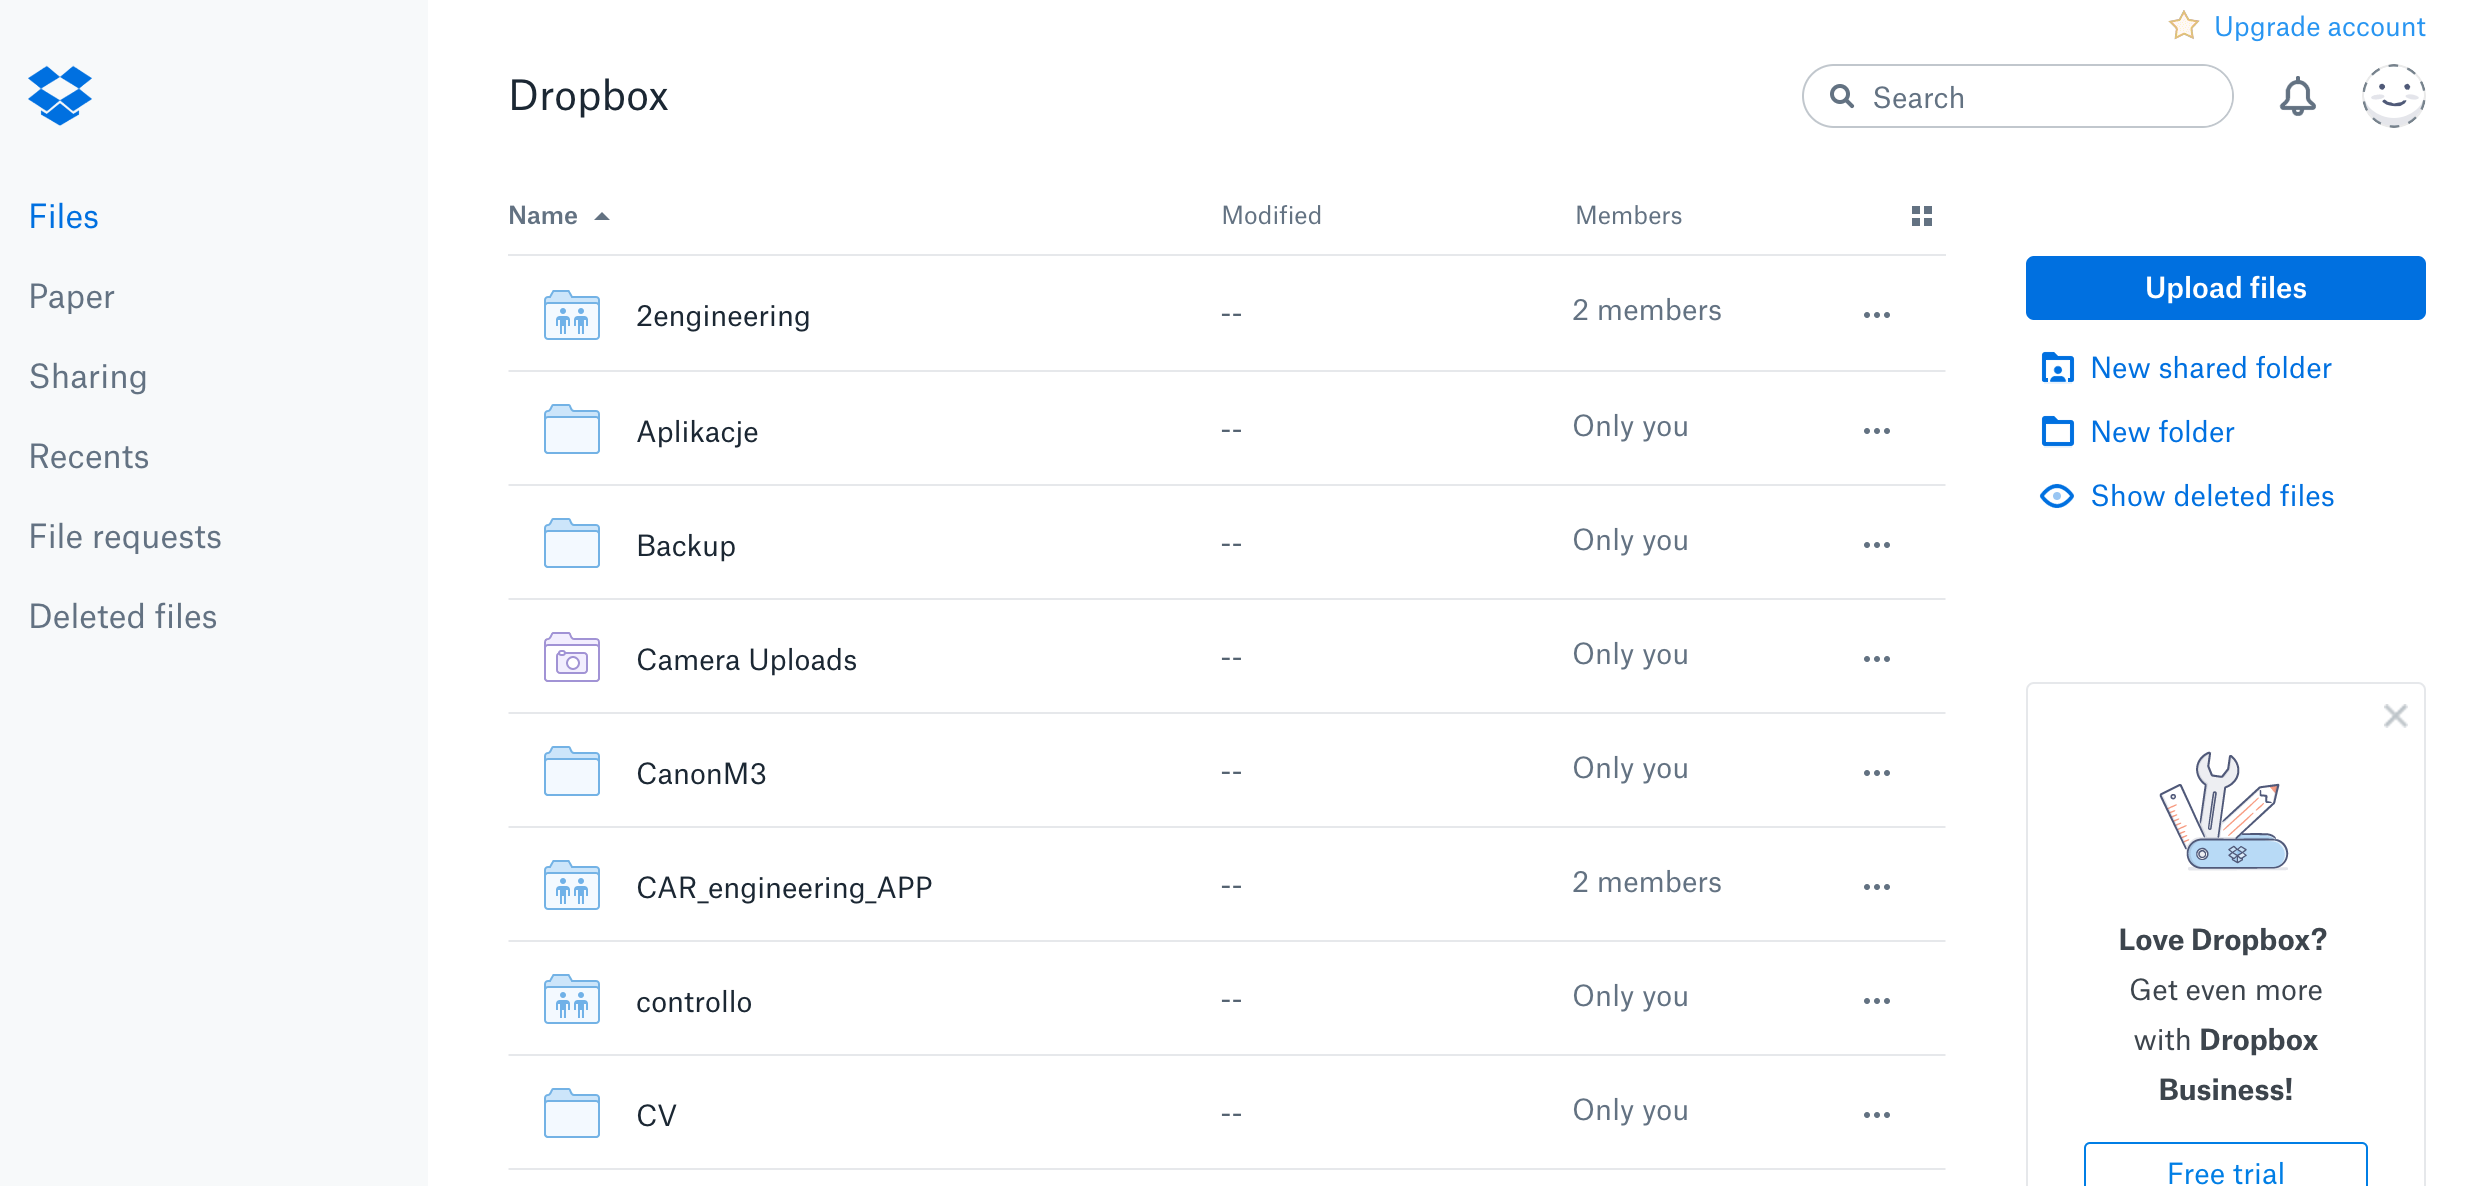 Upgrade account
Dropbox
Search
Files
Paper
Sharing
Recents
File requests
Deleted files
Name Modified Members
2engineering -- 2 members
Aplikacje -- Only you
Backup -- Only you
Camera Uploads -- Only you
CanonM3 -- Only you
CAR_engineering_APP -- 2 members
controllo -- Only you
CV -- Only you
Upload files
New shared folder
New folder
Show deleted files
Love Dropbox?
Get even more
with Dropbox
Business!
Free trial